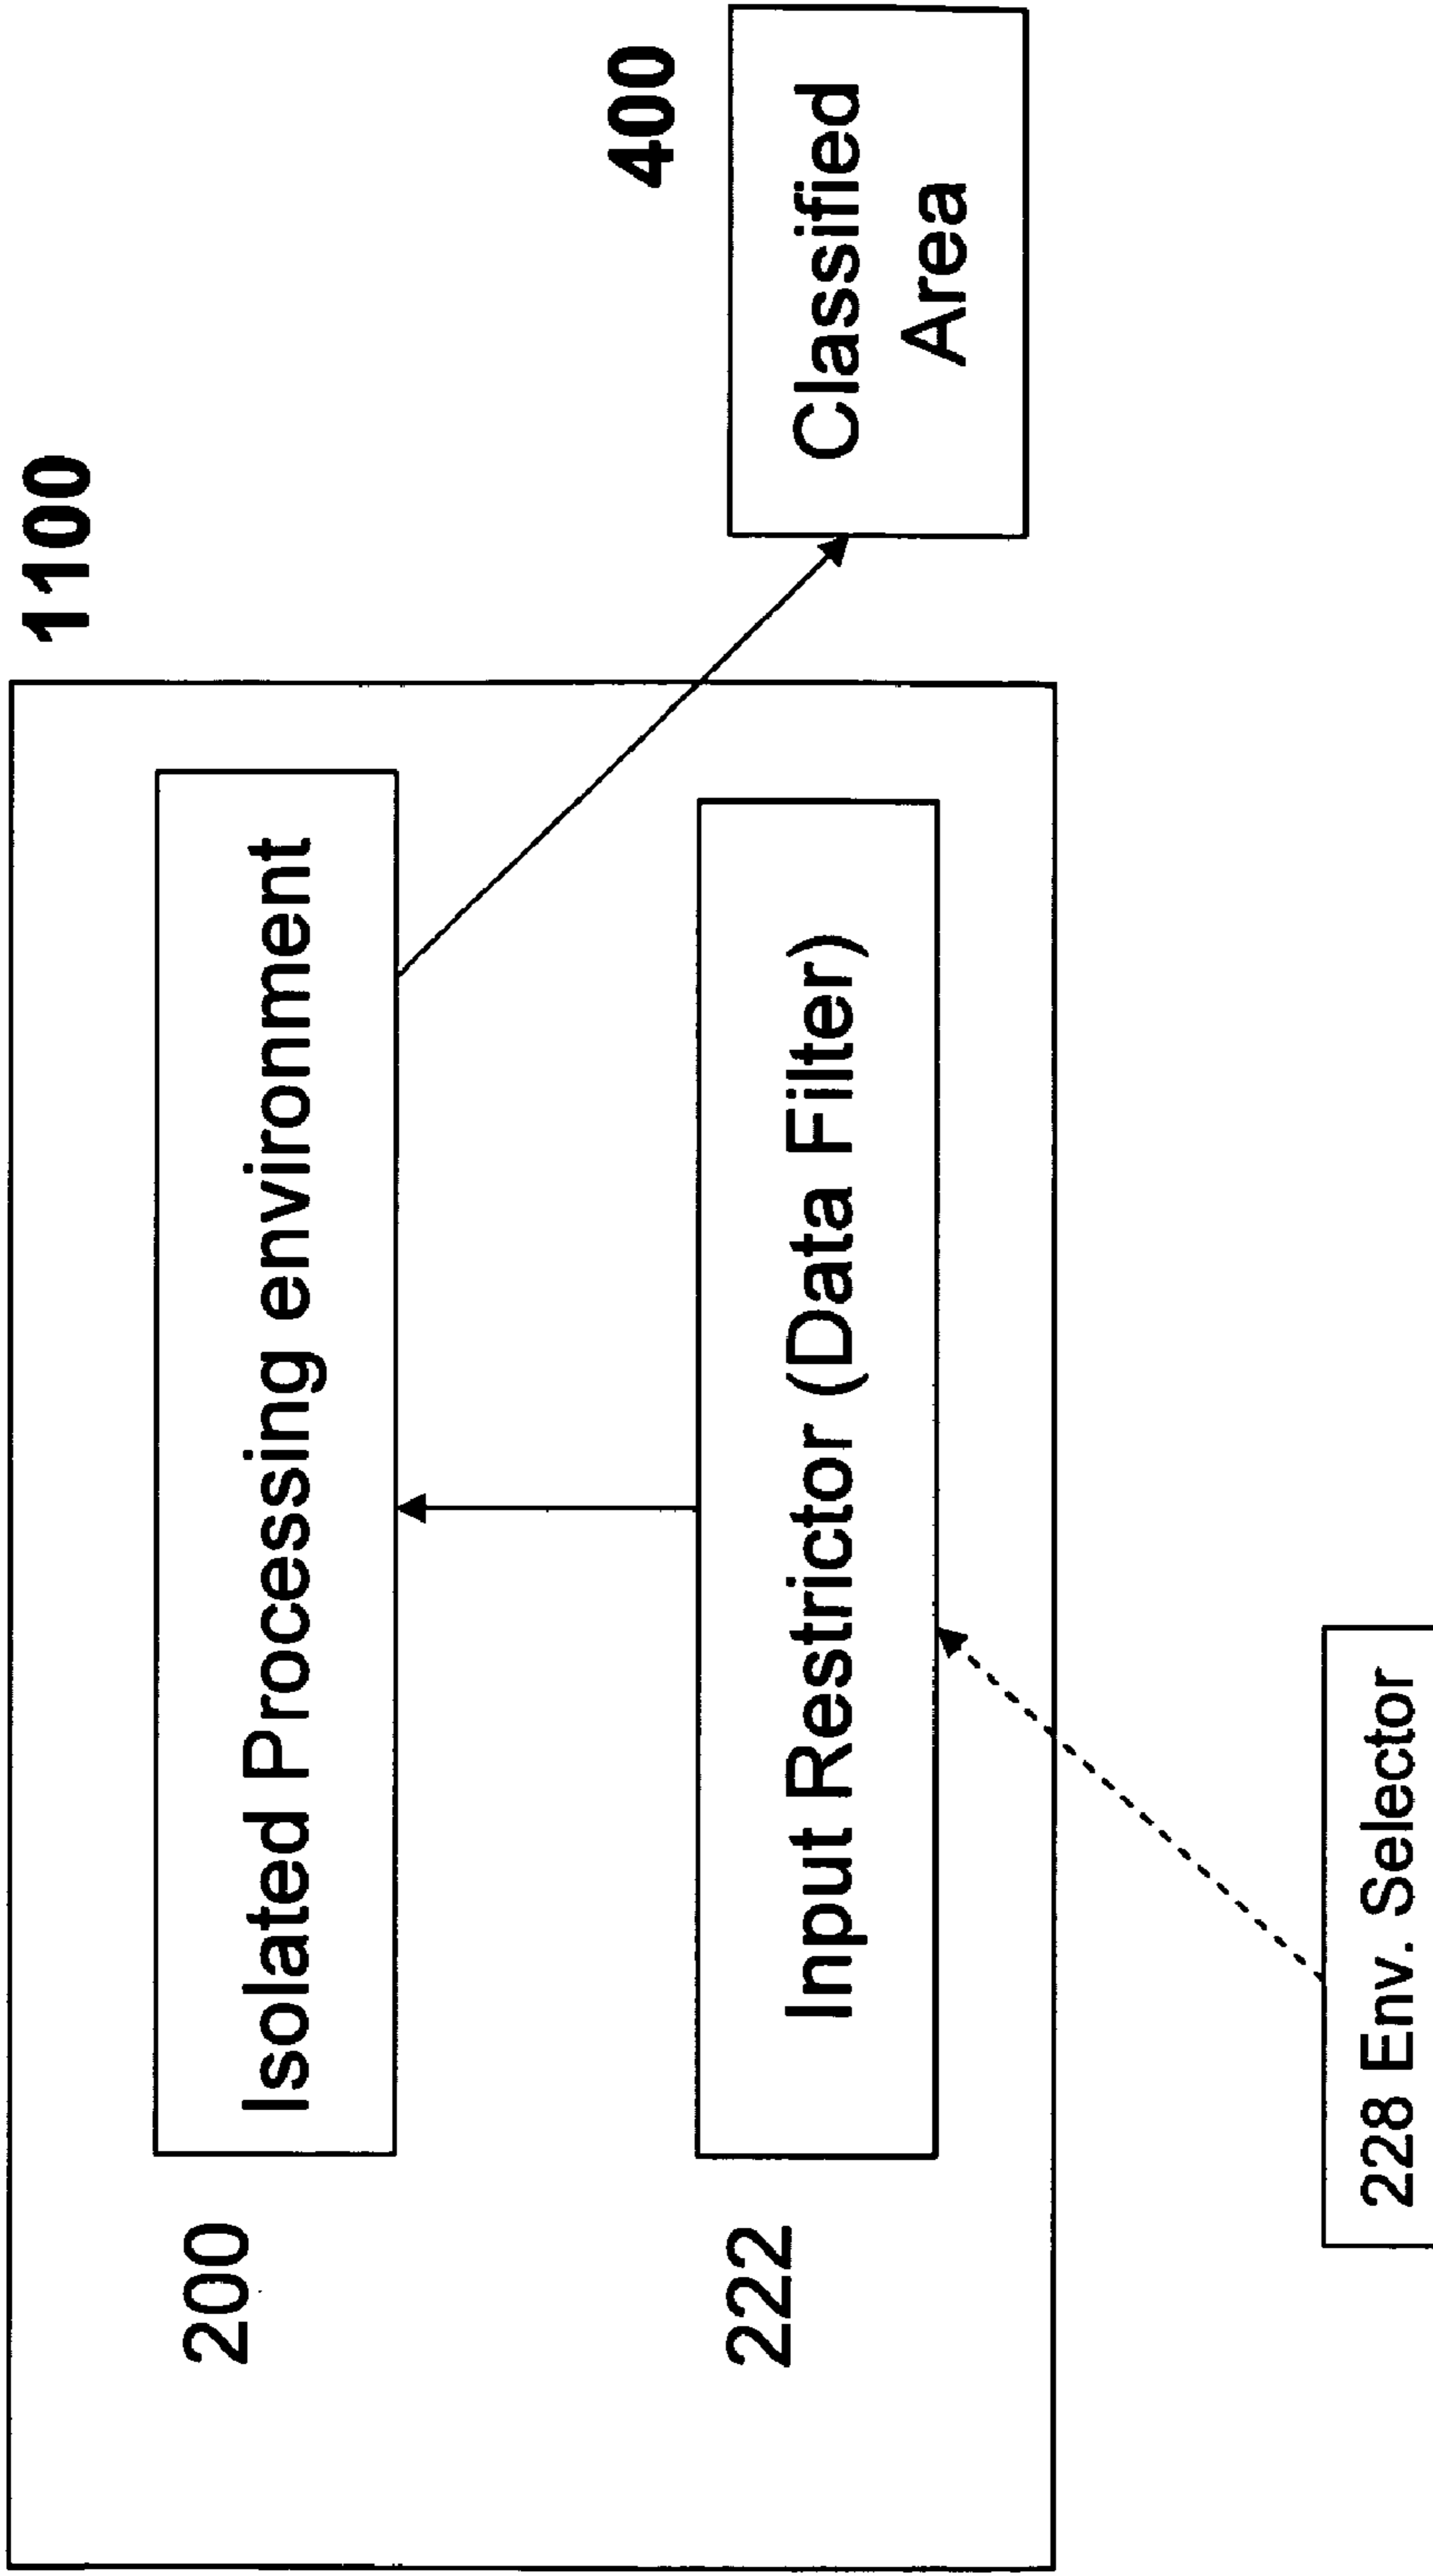 1100
200
Isolated Processing environment
400
Classified
Area
222
Input Restrictor (Data Filter)
228 Env. Selector